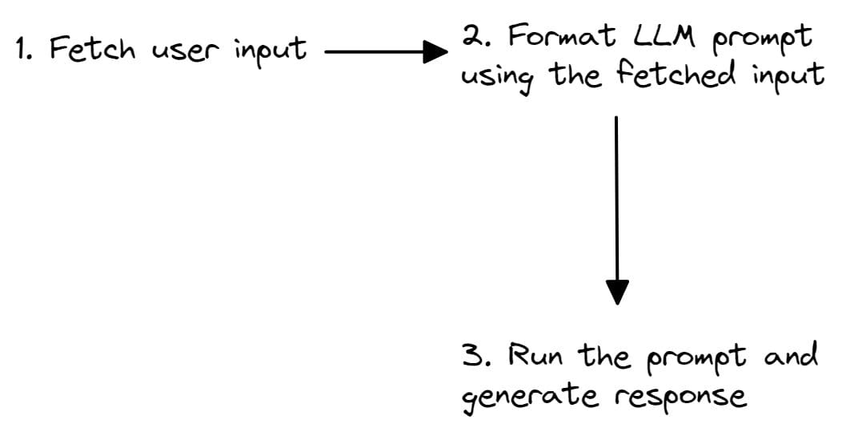 1. Fetch user input
2. Format LLM prompt
using the fetched input
3. Run the prompt and
generate response